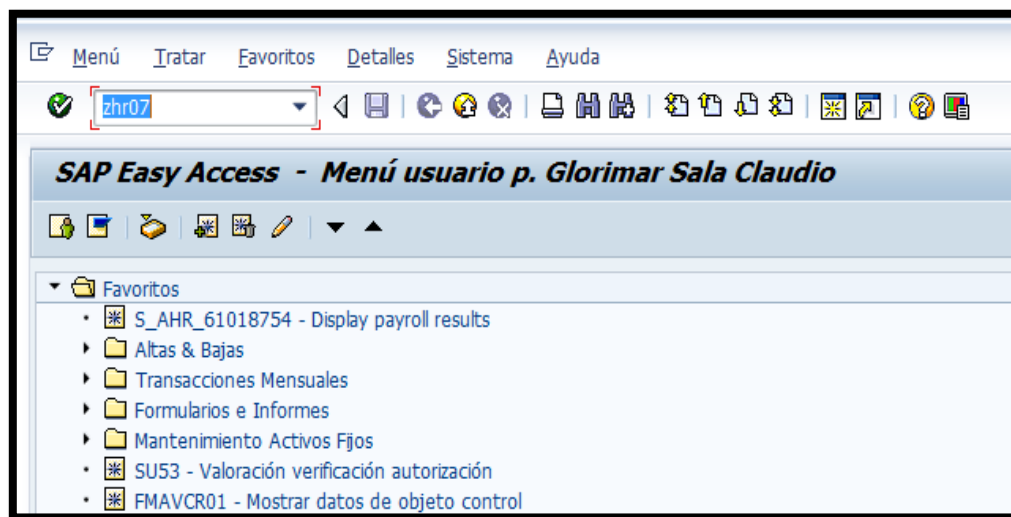 Menú Tratar Favoritos Detalles Sistema Ayuda
zhr07
SAP Easy Access - Menú usuario p. Glorimar Sala Claudio
Favoritos
S_AHR_61018754 - Display payroll results
Altas & Bajas
Transacciones Mensuales
Formularios e Informes
Mantenimiento Activos Fijos
SU53 - Valoración verificación autorización
FMAVCR01 - Mostrar datos de objeto control